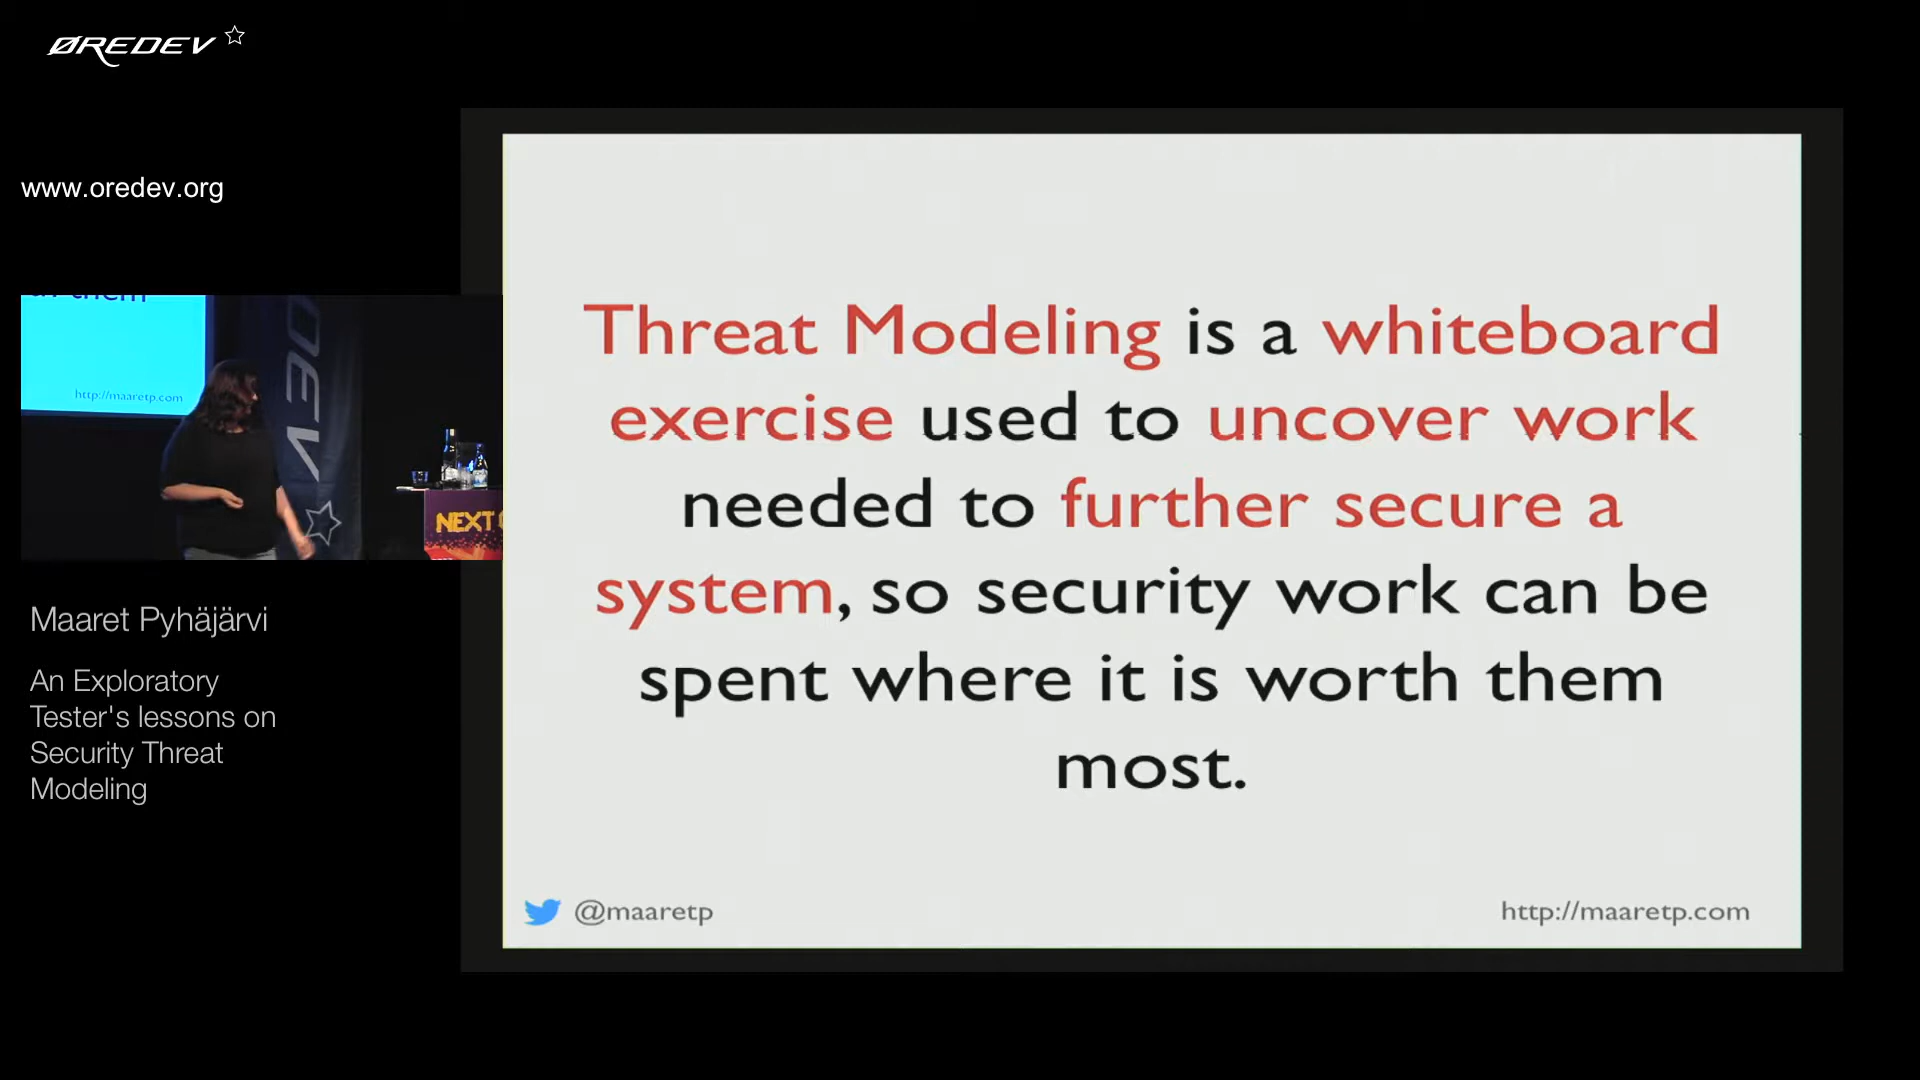 ØREDEV
www.oredev.org
them
http://maaretp.com
OEV
NEXT
Maaret Pyhäjärvi
An Exploratory
Tester's lessons on
Security Threat
Modeling
Threat Modeling is a whiteboard
exercise used to uncover work
needed to further secure a
system, so security work can be
spent where it is worth them
most.
@maaretp
http://maaretp.com